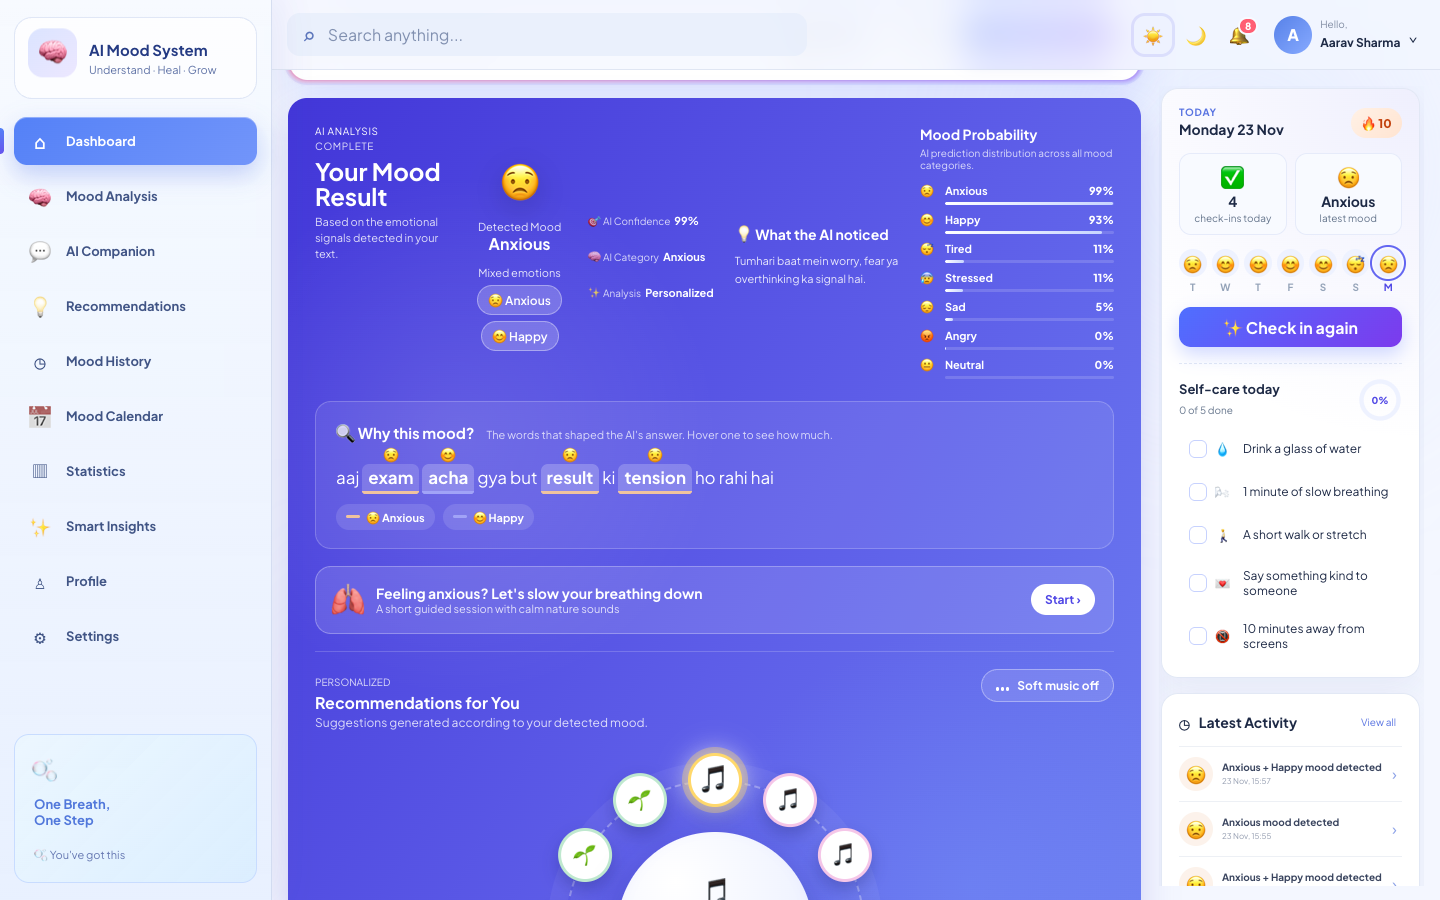 AI Mood System
Understand · Heal · Grow
Dashboard
Mood Analysis
AI Companion
Recommendations
Mood History
Mood Calendar
Statistics
Smart Insights
Profile
Settings
One Breath,
One Step
You've got this
Search anything...
8
A
Hello,
Aarav Sharma
AI ANALYSIS
COMPLETE
Your Mood
Result
Based on the emotional
signals detected in your
text.
Detected Mood
Anxious
Mixed emotions
Anxious
Happy
AI Confidence 99%
AI Category Anxious
Analysis Personalized
What the AI noticed
Tumhari baat mein worry, fear ya
overthinking ka signal hai.
Mood Probability
AI prediction distribution across all mood
categories.
Anxious 99%
Happy 93%
Tired 11%
Stressed 11%
Sad 5%
Angry 0%
Neutral 0%
Why this mood? The words that shaped the AI's answer. Hover one to see how much.
aaj exam acha gya but result ki tension ho rahi hai
Anxious Happy
Feeling anxious? Let's slow your breathing down
A short guided session with calm nature sounds
Start ›
PERSONALIZED
Recommendations for You
Suggestions generated according to your detected mood.
Soft music off
TODAY
Monday 23 Nov
10
4
check-ins today
Anxious
latest mood
T W T F S S M
Check in again
Self-care today
0 of 5 done
0%
Drink a glass of water
1 minute of slow breathing
A short walk or stretch
Say something kind to
someone
10 minutes away from
screens
Latest Activity
View all
Anxious + Happy mood detected
23 Nov, 15:57
Anxious mood detected
23 Nov, 15:55
Anxious + Happy mood detected